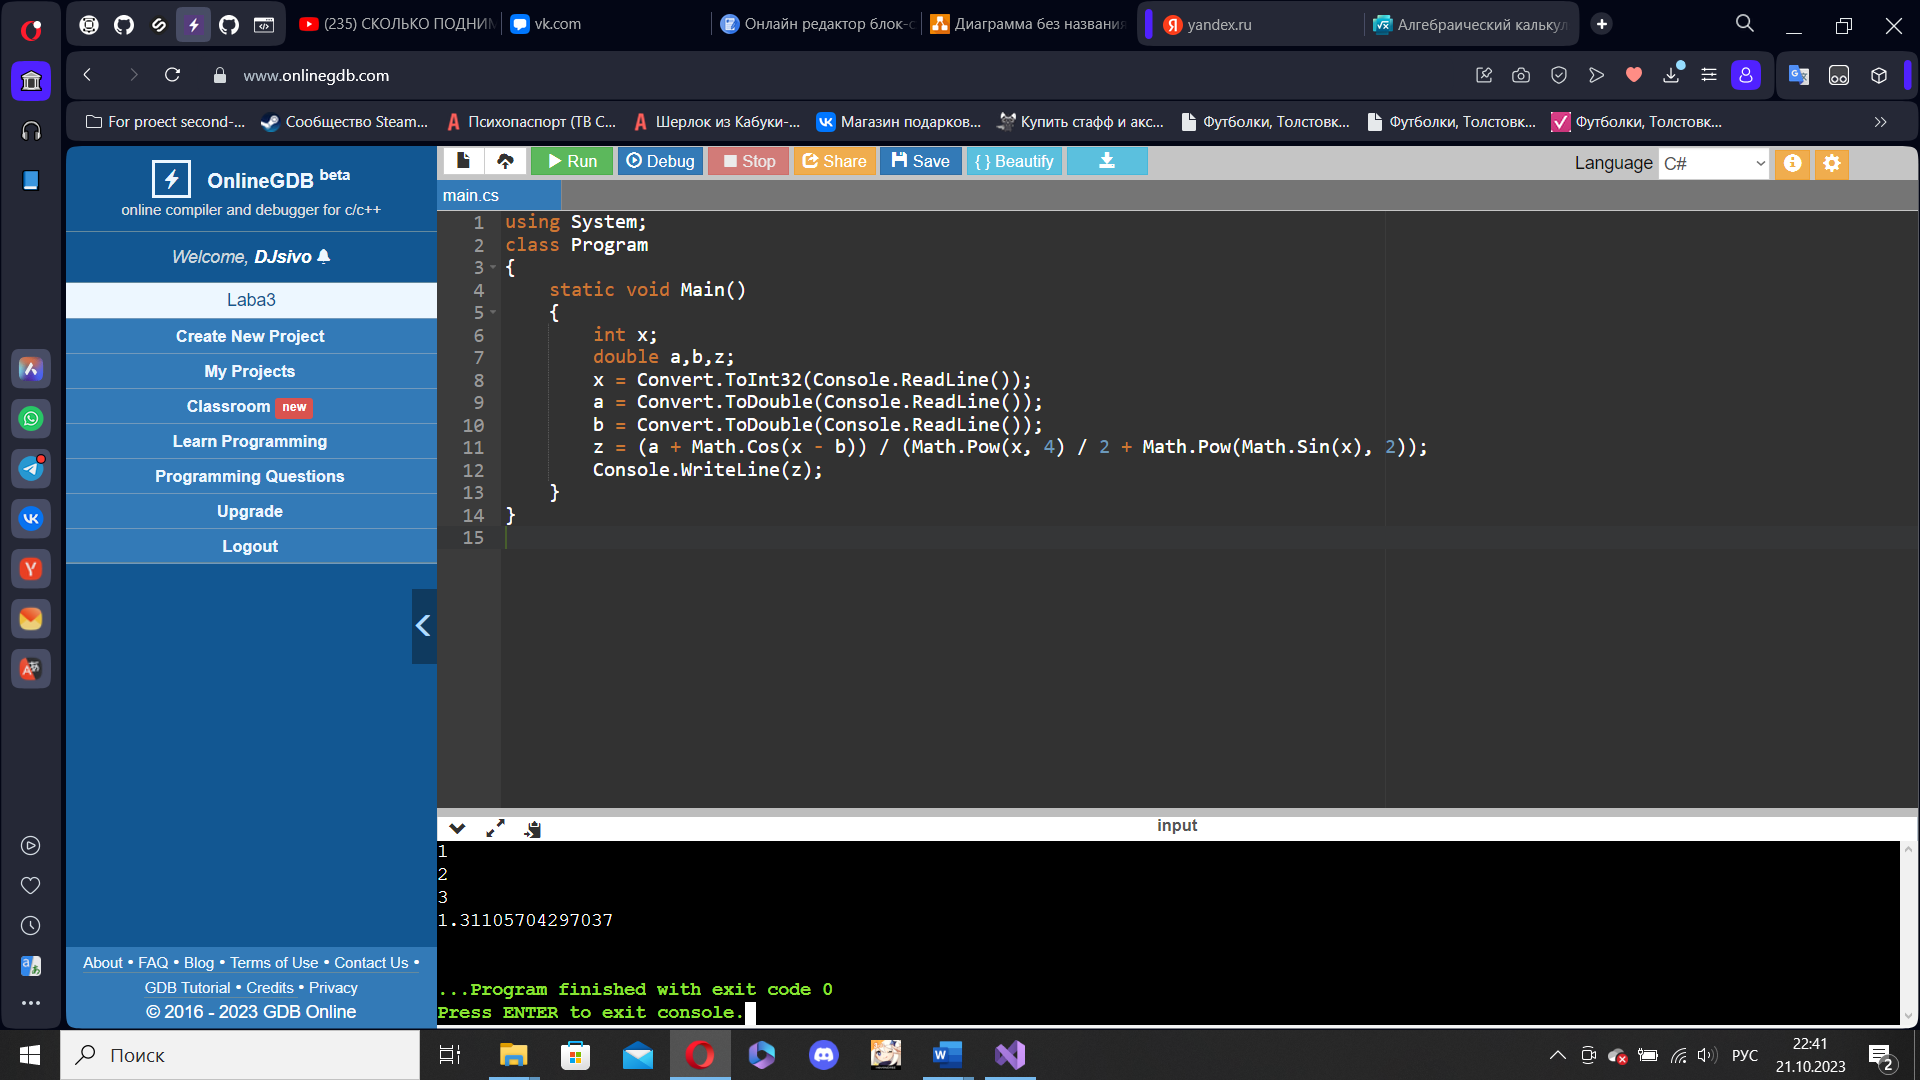 (235) СКОЛЬКО ПОДНИМ
vk.com
Онлайн редактор блок-с
Диаграмма без названия
yandex.ru
Алгебраический калькул
www.onlinegdb.com
For proect second-...
Сообщество Steam...
Психопаспорт (ТВ С...
Шерлок из Кабуки-...
Магазин подарков...
Купить стафф и акс...
Футболки, Толстовк...
Футболки, Толстовк...
Футболки, Толстовк...
OnlineGDB beta
online compiler and debugger for c/c++
Welcome, DJsivo
Laba3
Create New Project
My Projects
Classroom new
Learn Programming
Programming Questions
Upgrade
Logout
About • FAQ • Blog • Terms of Use • Contact Us •
GDB Tutorial • Credits • Privacy
© 2016 - 2023 GDB Online
Run
Debug
Stop
Share
Save
{ } Beautify
Language C#
main.cs
1 using System;
2 class Program
3 {
4 static void Main()
5 {
6 int x;
7 double a,b,z;
8 x = Convert.ToInt32(Console.ReadLine());
9 a = Convert.ToDouble(Console.ReadLine());
10 b = Convert.ToDouble(Console.ReadLine());
11 z = (a + Math.Cos(x - b)) / (Math.Pow(x, 4) / 2 + Math.Pow(Math.Sin(x), 2));
12 Console.WriteLine(z);
13 }
14 }
15
input
1
2
3
1.31105704297037
...Program finished with exit code 0
Press ENTER to exit console.
Поиск
РУС
22:41
21.10.2023
2